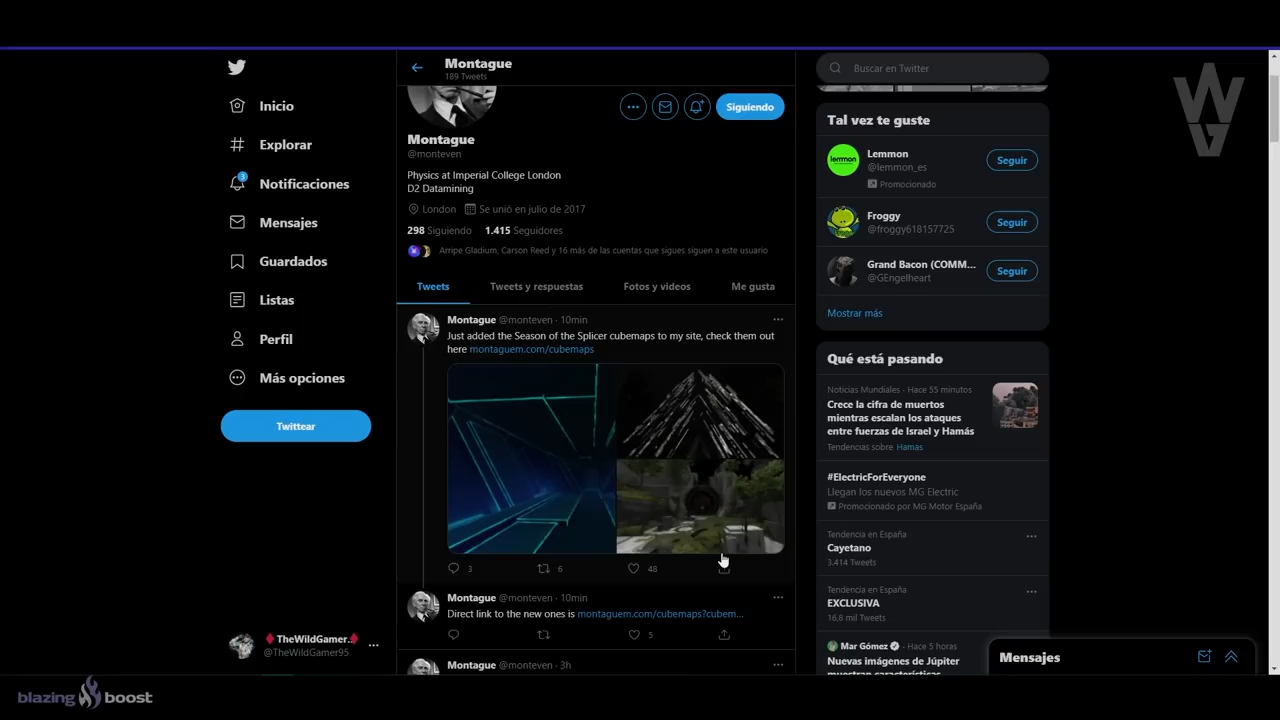 Montague
189 Tweets
Buscar en Twitter
Inicio
Explorar
3
Notificaciones
Mensajes
Guardados
Listas
Perfil
Más opciones
Twittear
TheWildGamer..
@TheWildGamer95
Siguiendo
Montague
@monteven
Physics at Imperial College London
D2 Datamining
London Se unió en julio de 2017
298 Siguiendo 1.415 Seguidores
Arripe Gladium, Carson Reed y 16 más de las cuentas que sigues siguen a este usuario
Tweets Tweets y respuestas Fotos y videos Me gusta
Montague @monteven · 10min
Just added the Season of the Splicer cubemaps to my site, check them out
here montaguem.com/cubemaps
3 6 48
Montague @monteven · 10min
Direct link to the new ones is montaguem.com/cubemaps?cubem...
5
Montague @monteven · 3h
Tal vez te guste
lemmon
Lemmon
@lemmon_es
Promocionado
Seguir
Froggy
@froggy618157725
Seguir
Grand Bacon (COMM...
@GEngelheart
Seguir
Mostrar más
Qué está pasando
Noticias Mundiales · Hace 55 minutos
Crece la cifra de muertos
mientras escalan los ataques
entre fuerzas de Israel y Hamás
Tendencias sobre: Hamas
#ElectricForEveryone
Llegan los nuevos MG Electric
Promocionado por MG Motor España
Tendencia en España
Cayetano
3.414 Tweets
Tendencia en España
EXCLUSIVA
16,8 mil Tweets
Mar Gómez · Hace 5 horas
Nuevas imágenes de Júpiter
muestran características
Mensajes
blazing boost